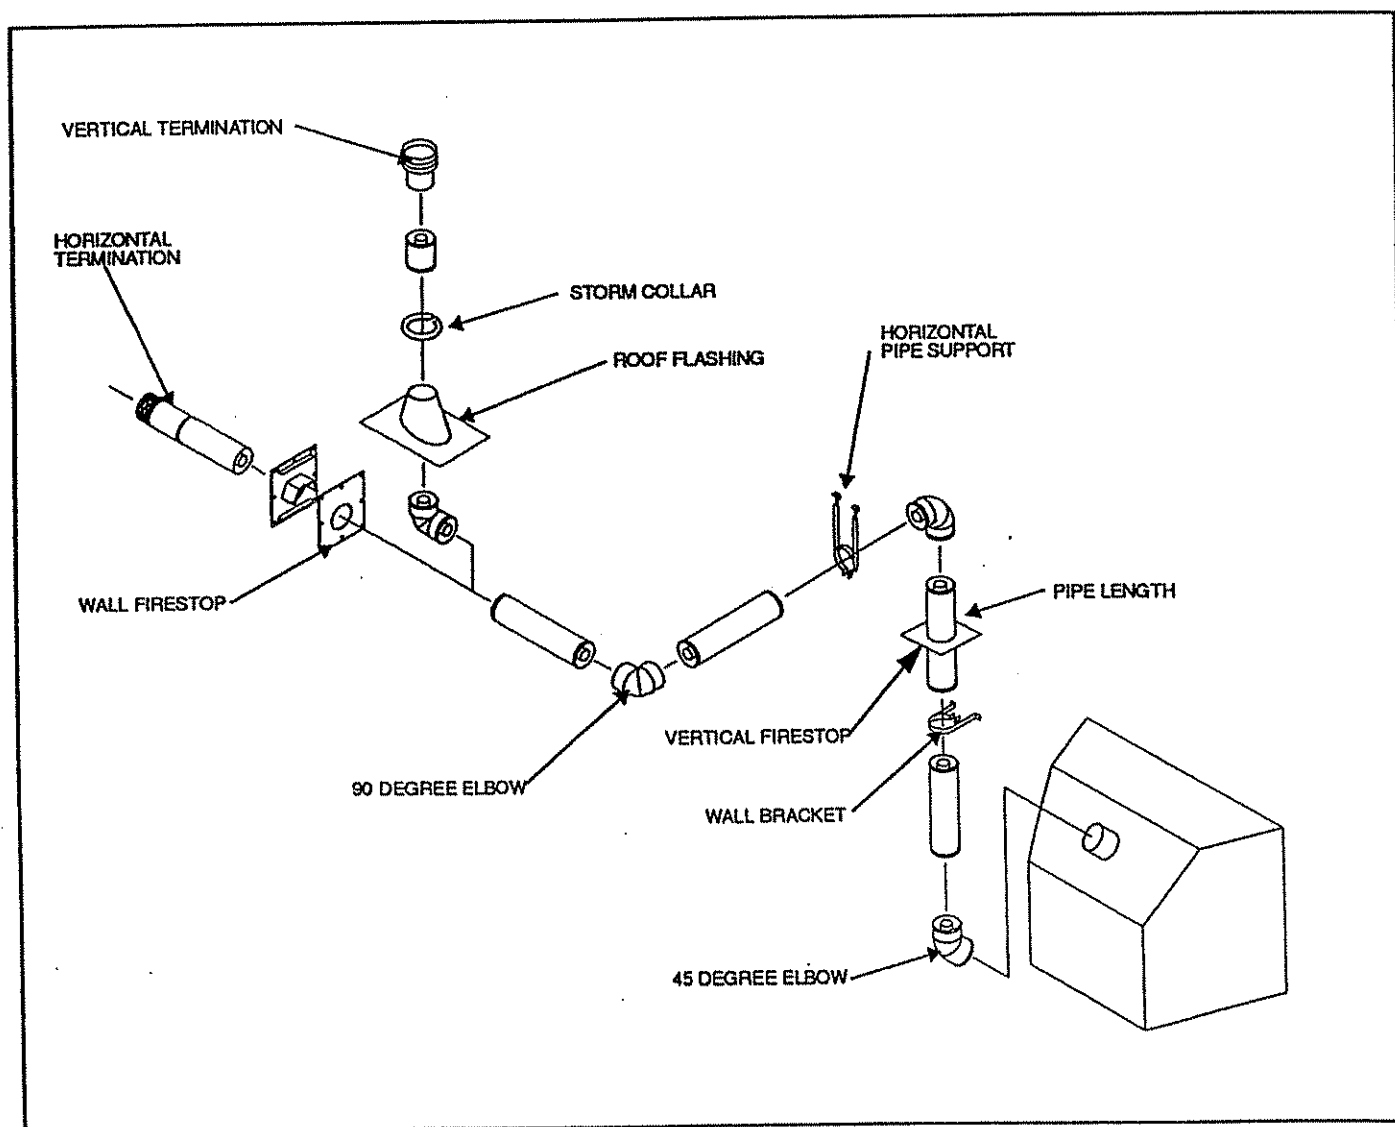 VERTICAL TERMINATION
HORIZONTAL
TERMINATION
STORM COLLAR
HORIZONTAL
PIPE SUPPORT
ROOF FLASHING
WALL FIRESTOP
PIPE LENGTH
VERTICAL FIRESTOP
90 DEGREE ELBOW
WALL BRACKET
45 DEGREE ELBOW